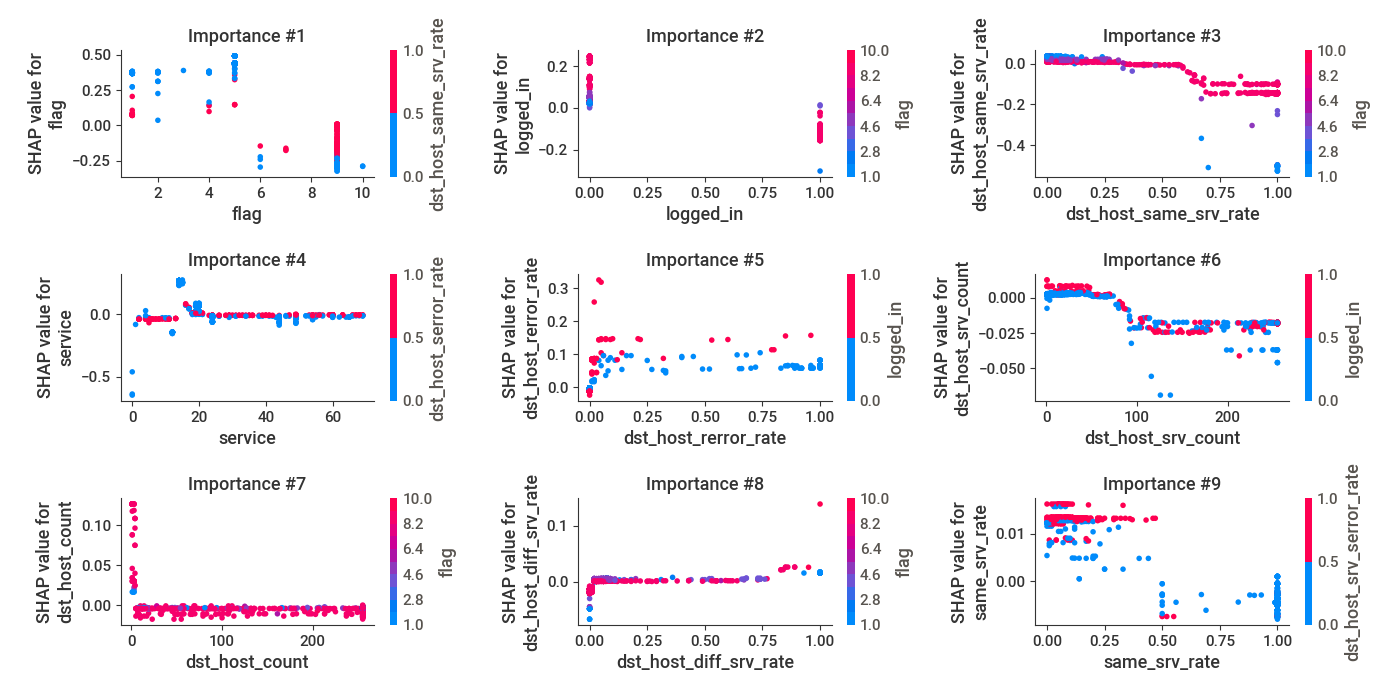 Importance #1
SHAP value for
flag
0.50
0.25
0.00
−0.25
2
4
6
8
10
flag
1.0
0.5
0.0
dst_host_same_srv_rate
Importance #2
SHAP value for
logged_in
0.2
0.0
−0.2
0.00
0.25
0.50
0.75
1.00
logged_in
10.0
8.2
6.4
4.6
2.8
1.0
flag
Importance #3
SHAP value for
dst_host_same_srv_rate
0.0
−0.2
−0.4
0.00
0.25
0.50
0.75
1.00
dst_host_same_srv_rate
10.0
8.2
6.4
4.6
2.8
1.0
flag
Importance #4
SHAP value for
service
0.0
−0.5
0
20
40
60
service
1.0
0.5
0.0
dst_host_serror_rate
Importance #5
SHAP value for
dst_host_rerror_rate
0.3
0.2
0.1
0.0
0.00
0.25
0.50
0.75
1.00
dst_host_rerror_rate
1.0
0.5
0.0
logged_in
Importance #6
SHAP value for
dst_host_srv_count
0.000
−0.025
−0.050
0
100
200
dst_host_srv_count
1.0
0.5
0.0
logged_in
Importance #7
SHAP value for
dst_host_count
0.10
0.05
0.00
0
100
200
dst_host_count
10.0
8.2
6.4
4.6
2.8
1.0
flag
Importance #8
SHAP value for
dst_host_diff_srv_rate
0.1
0.0
0.00
0.25
0.50
0.75
1.00
dst_host_diff_srv_rate
10.0
8.2
6.4
4.6
2.8
1.0
flag
Importance #9
SHAP value for
same_srv_rate
0.01
0.00
0.00
0.25
0.50
0.75
1.00
same_srv_rate
1.0
0.5
0.0
dst_host_srv_serror_rate